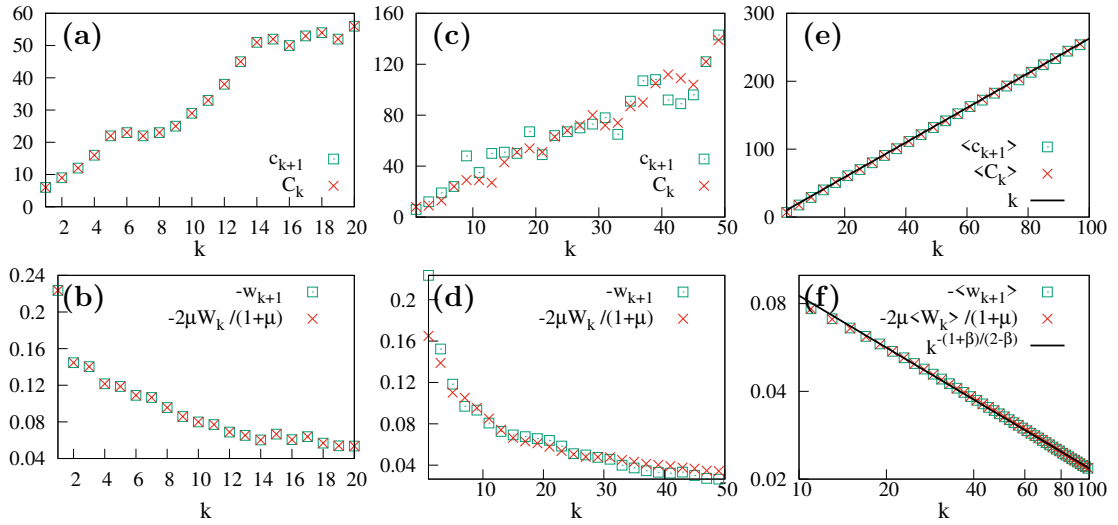 (a)
60
50
40
30
20
10
0
c_{k+1}
C_k
2 4 6 8 10 12 14 16 18 20
k
(c)
160
120
80
40
0
c_{k+1}
C_k
10 20 30 40 50
k
(e)
300
200
100
0
<c_{k+1}>
<C_k>
k
20 40 60 80 100
k
(b)
0.24
0.2
0.16
0.12
0.08
0.04
-w_{k+1}
-2μW_k /(1+μ)
2 4 6 8 10 12 14 16 18 20
k
(d)
0.2
0.16
0.12
0.08
0.04
-w_{k+1}
-2μW_k /(1+μ)
10 20 30 40 50
k
(f)
0.08
0.04
0.02
-<w_{k+1}>
-2μ<W_k> /(1+μ)
k^{-(1+β)/(2-β)}
10 20 40 60 80 100
k